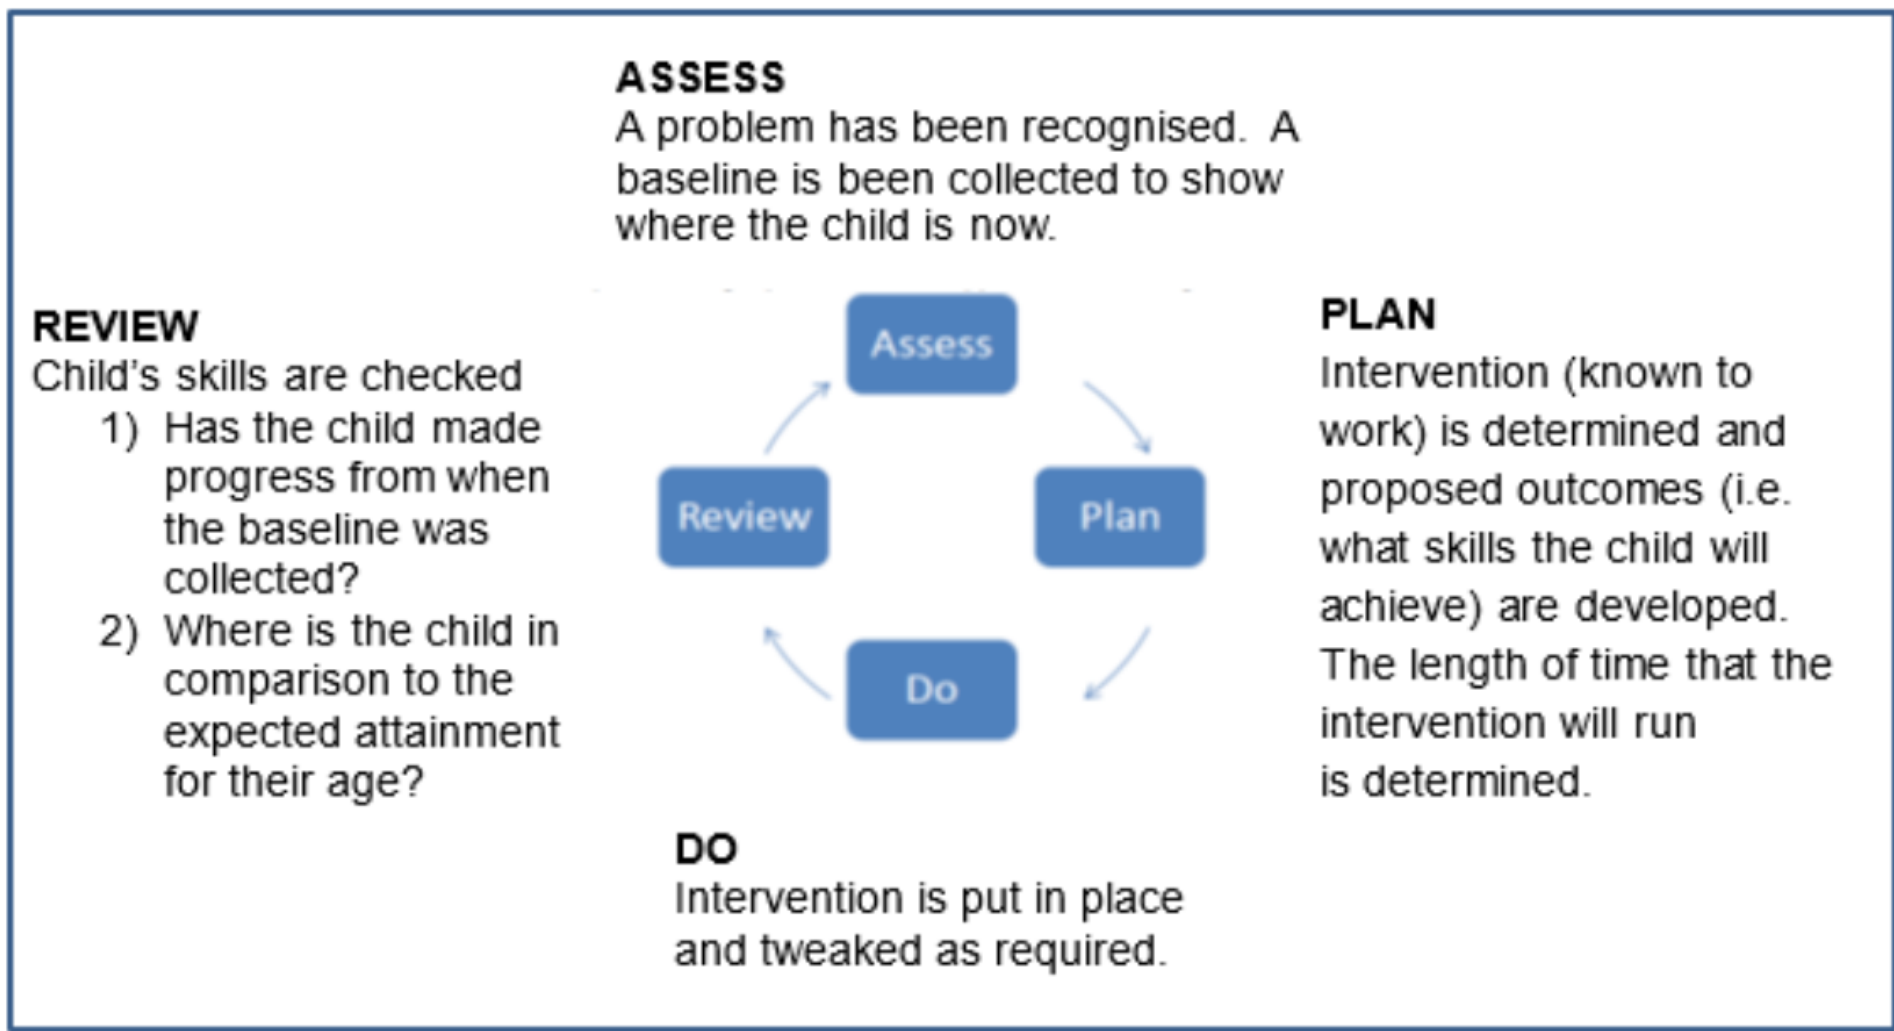 ASSESS
A problem has been recognised.  A
baseline is been collected to show
where the child is now.
REVIEW
Child's skills are checked
1) Has the child made
progress from when
the baseline was
collected?
2) Where is the child in
comparison to the
expected attainment
for their age?
Assess
Review
Plan
Do
PLAN
Intervention (known to
work) is determined and
proposed outcomes (i.e.
what skills the child will
achieve) are developed.
The length of time that the
intervention will run
is determined.
DO
Intervention is put in place
and tweaked as required.